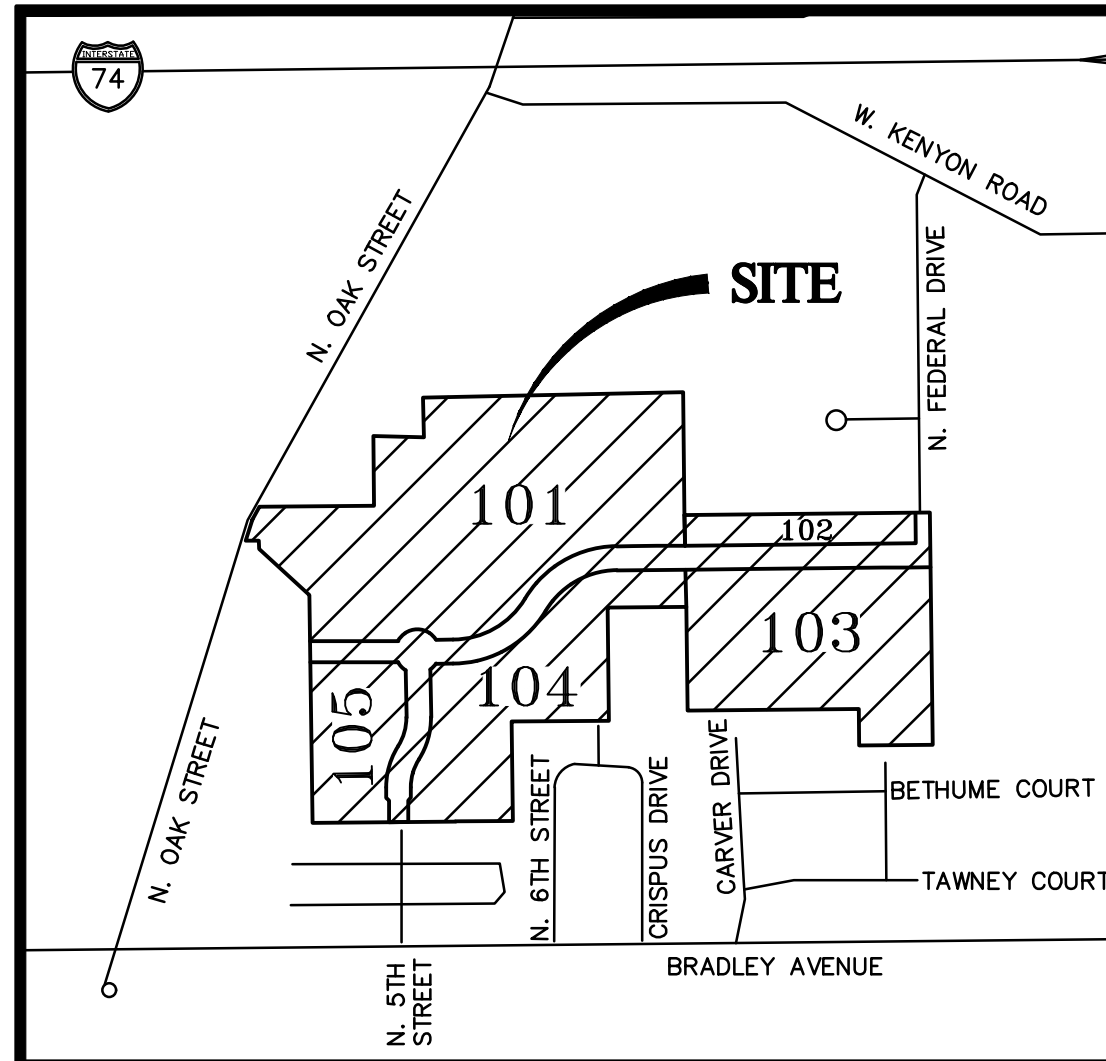 INTERSTATE
74
W. KENYON ROAD
N. OAK STREET
SITE
N. FEDERAL DRIVE
101
102
103
104
105
N. OAK STREET
N. 6TH STREET
CRISPUS DRIVE
CARVER DRIVE
BETHUME COURT
TAWNEY COURT
BRADLEY AVENUE
N. 5TH
STREET